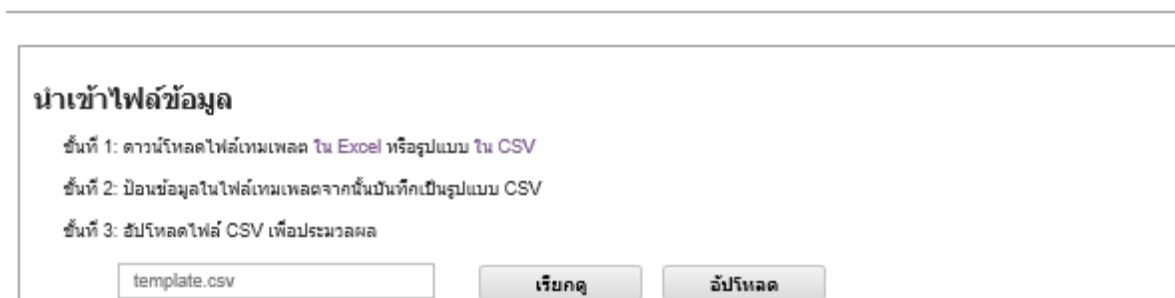 นำเข้าไฟล์ข้อมูล
ขั้นที่ 1: ดาวน์โหลดไฟล์เทมเพลต ใน Excel หรือรูปแบบ ใน CSV
ขั้นที่ 2: ป้อนข้อมูลในไฟล์เทมเพลตจากนั้นบันทึกเป็นรูปแบบ CSV
ขั้นที่ 3: อัปโหลดไฟล์ CSV เพื่อประมวลผล
template.csv เรียกดู อัปโหลด